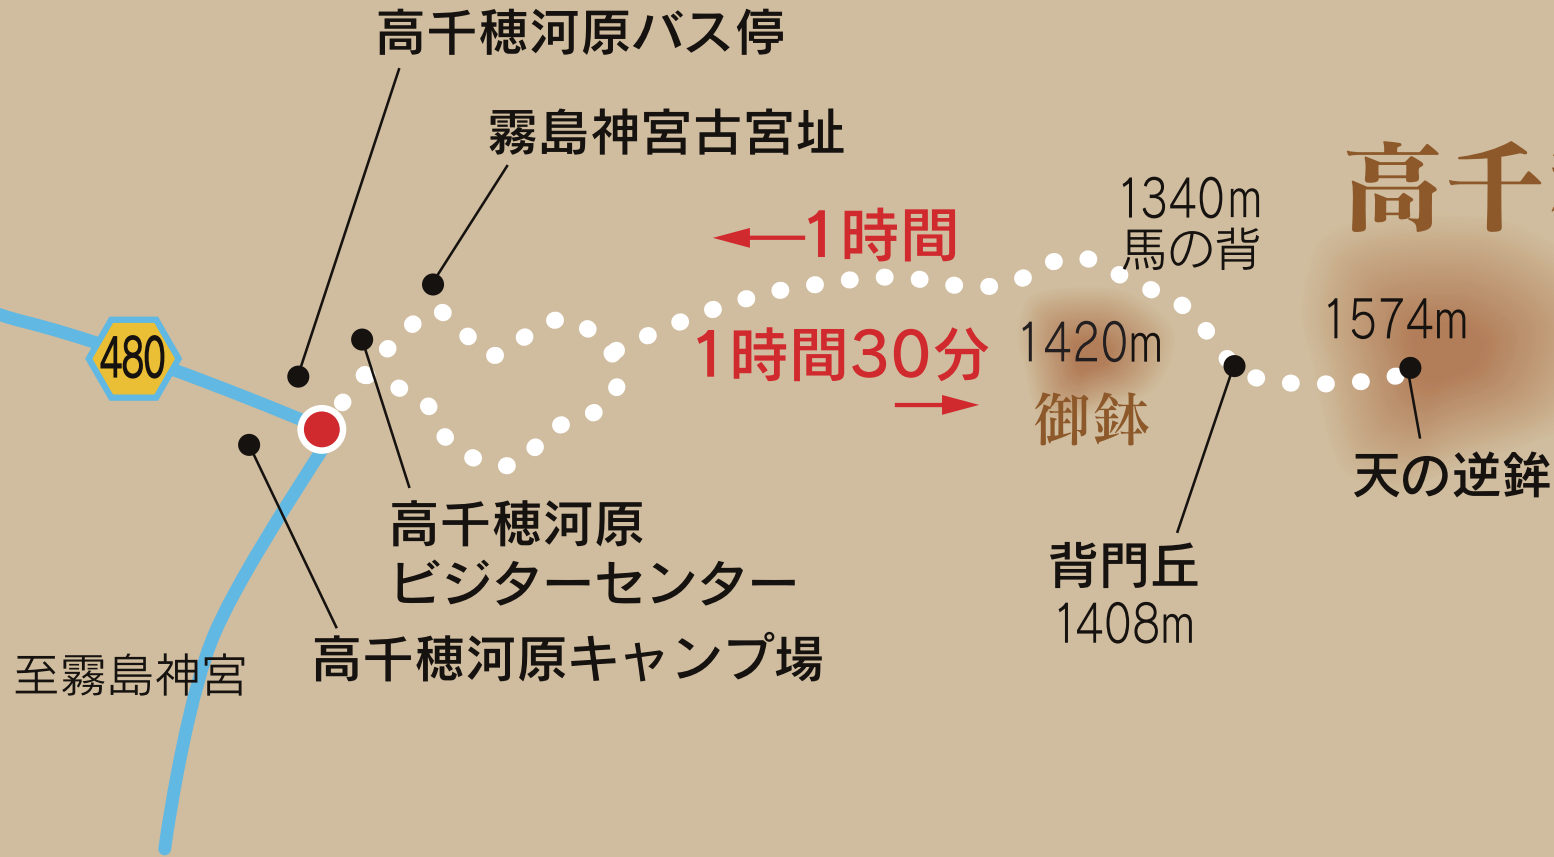 高千穂河原バス停
霧島神宮古宮址
高千
1340m
馬の背
1時間
1574m
1時間30分
1420m
480
御鉢
天の逆鉾
高千穂河原
ビジターセンター
背門丘
1408m
高千穂河原キャンプ場
至霧島神宮